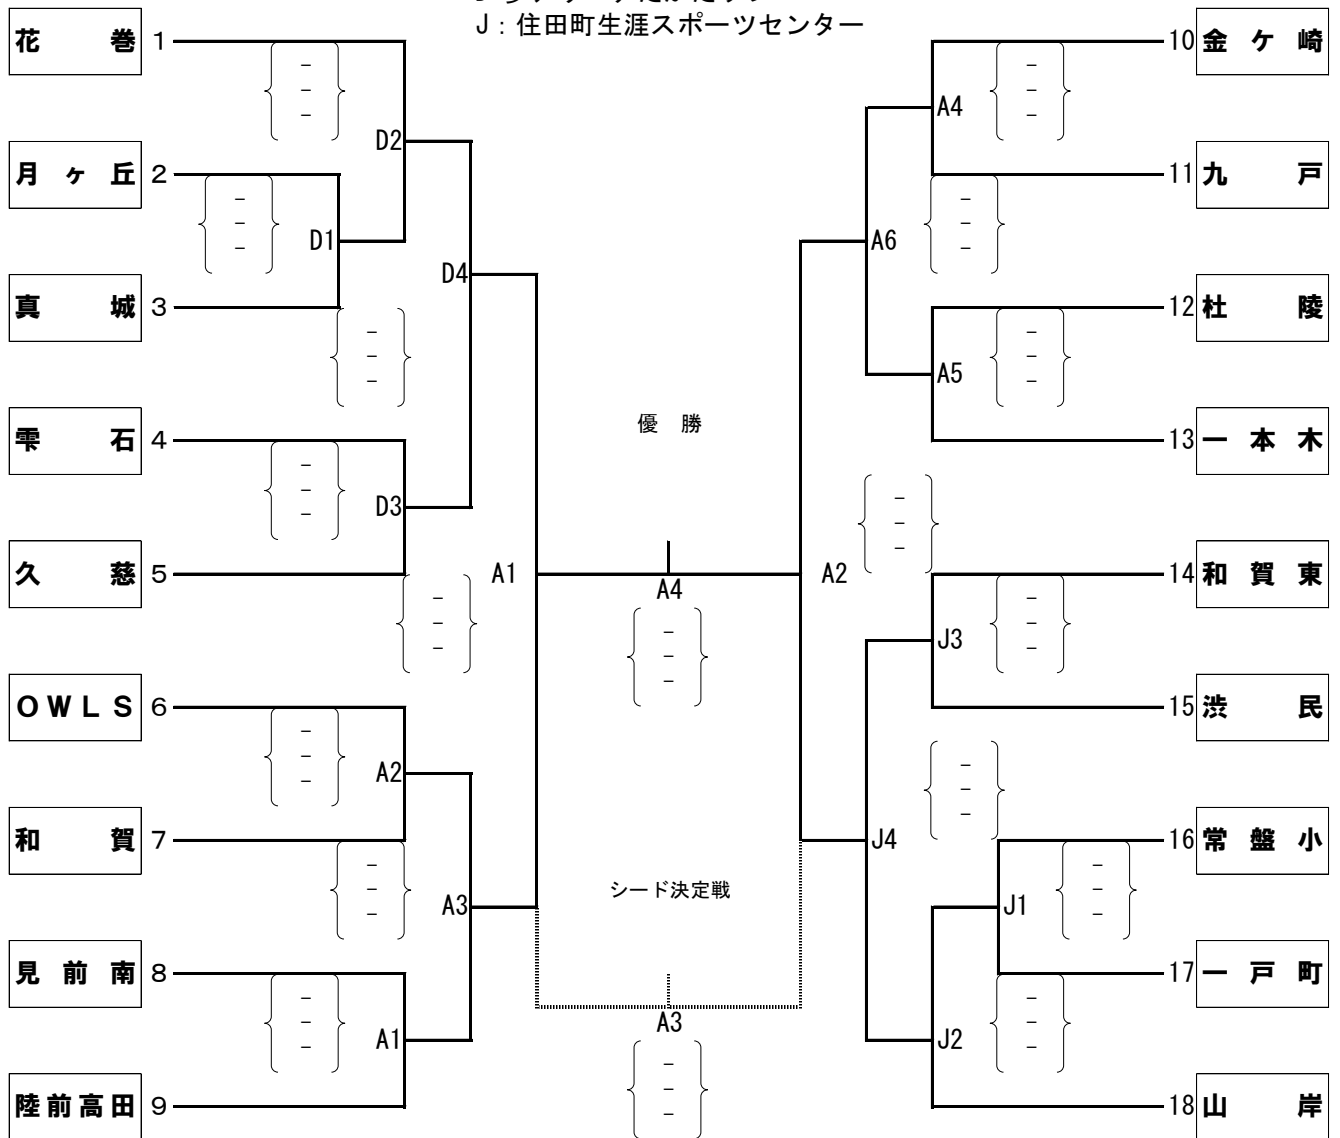 J：住田町生涯スポーツセンター
花巻 1
10 金ケ崎
A4
D2
月ヶ丘 2
11 九戸
D1
A6
D4
真城 3
12 杜陵
A5
優　勝
雫石 4
13 一本木
D3
久慈 5
A1
A4
A2
14 和賀東
J3
OWLS 6
15 渋民
A2
和賀 7
J4
16 常盤小
シード決定戦
A3
J1
見前南 8
17 一戸町
A3
A1
J2
陸前高田 9
18 山岸